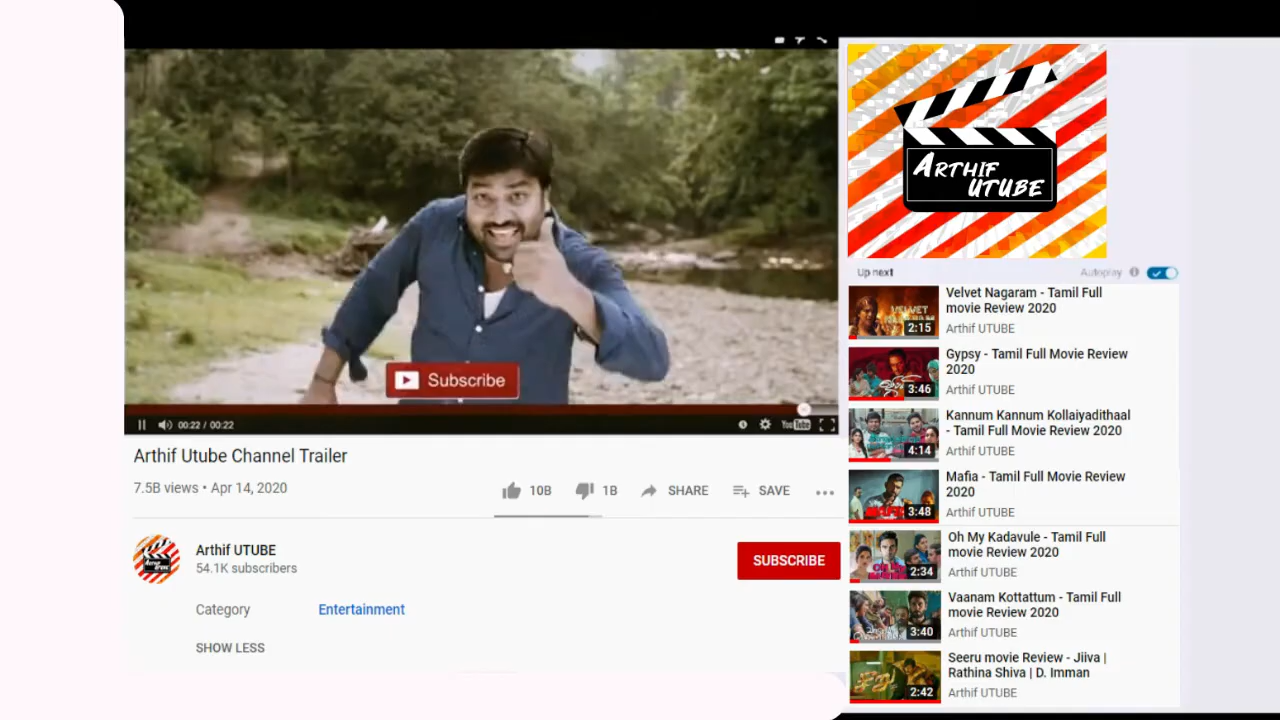 ARTHIF
UTUBE
Subscribe
00:22 / 00:22
YouTube
Arthif Utube Channel Trailer
7.5B views • Apr 14, 2020
10B
1B
SHARE
SAVE
Arthif UTUBE
54.1K subscribers
SUBSCRIBE
Category
Entertainment
SHOW LESS
Up next
Autoplay
VELVET
2:15
Velvet Nagaram - Tamil Full
movie Review 2020
Arthif UTUBE
3:46
Gypsy - Tamil Full Movie Review
2020
Arthif UTUBE
4:14
Kannum Kannum Kollaiyadithaal
- Tamil Full Movie Review 2020
Arthif UTUBE
3:48
Mafia - Tamil Full Movie Review
2020
Arthif UTUBE
2:34
Oh My Kadavule - Tamil Full
movie Review 2020
Arthif UTUBE
3:40
Vaanam Kottattum - Tamil Full
movie Review 2020
Arthif UTUBE
2:42
Seeru movie Review - Jiiva |
Rathina Shiva | D. Imman
Arthif UTUBE